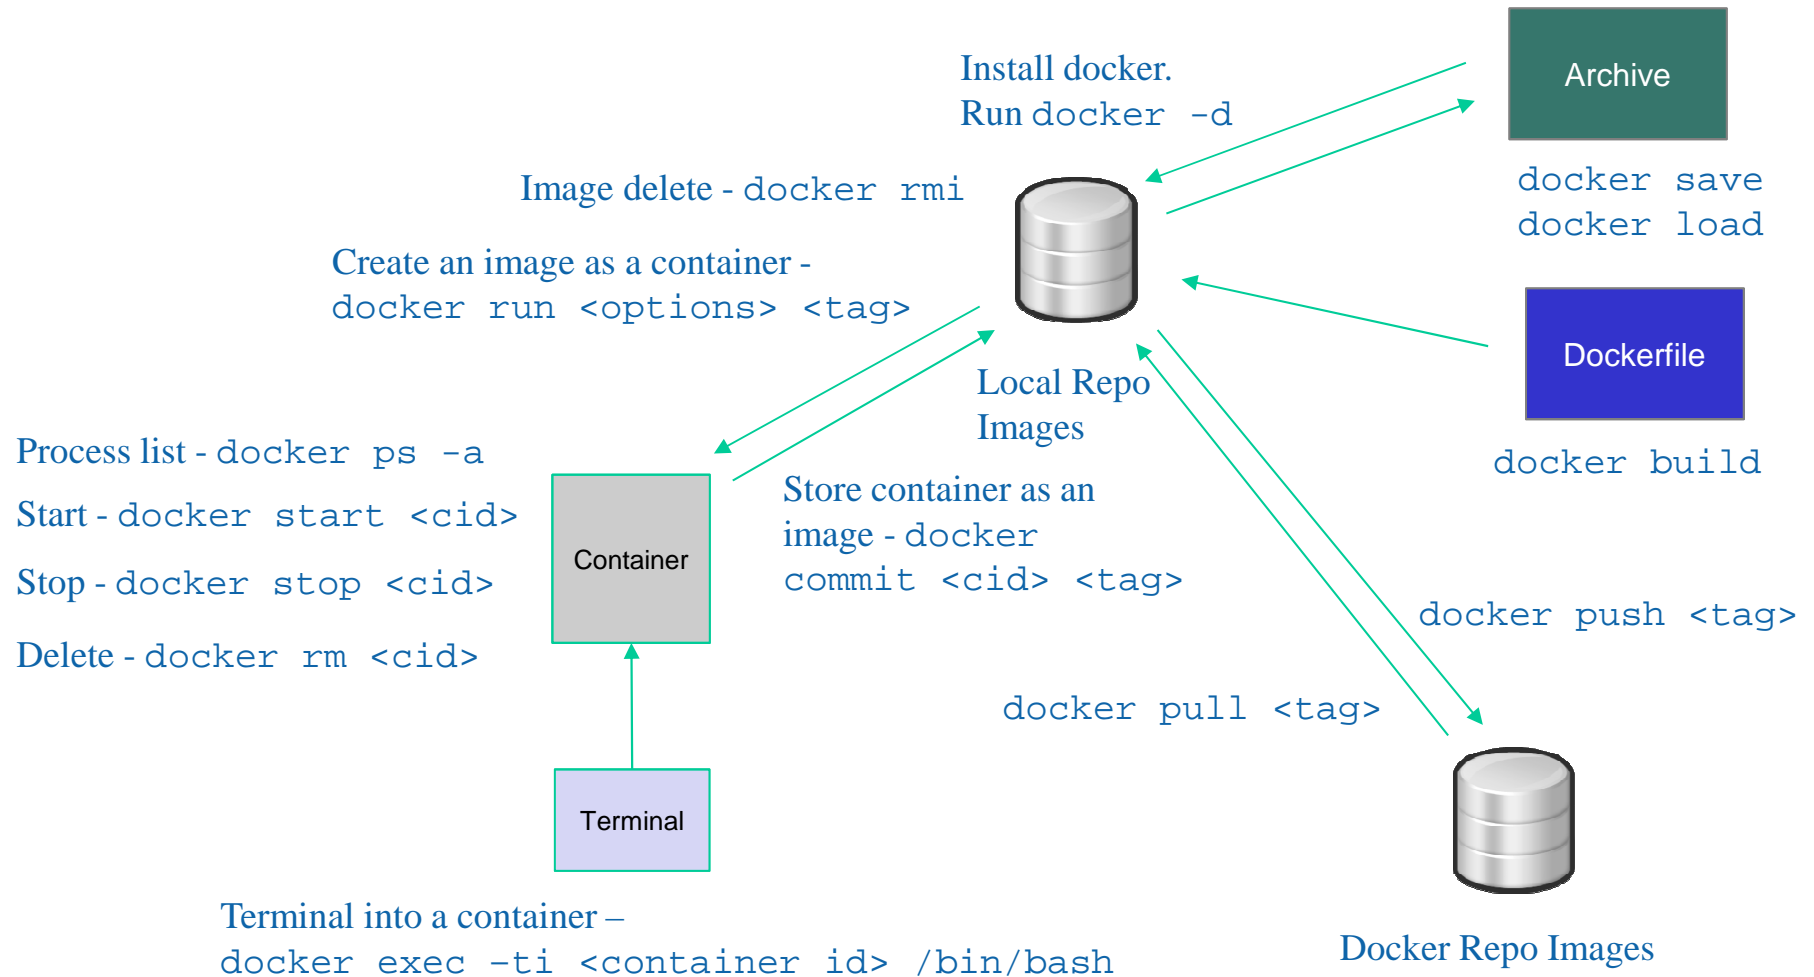 Install docker.
Run docker -d
Archive
docker save
docker load
Image delete - docker rmi
Create an image as a container -
docker run <options> <tag>
Dockerfile
docker build
Local Repo
Images
Process list - docker ps -a
Start - docker start <cid>
Stop - docker stop <cid>
Delete - docker rm <cid>
Container
Store container as an
image - docker
commit <cid> <tag>
docker push <tag>
docker pull <tag>
Terminal
Terminal into a container –
docker exec –ti <container id> /bin/bash
Docker Repo Images